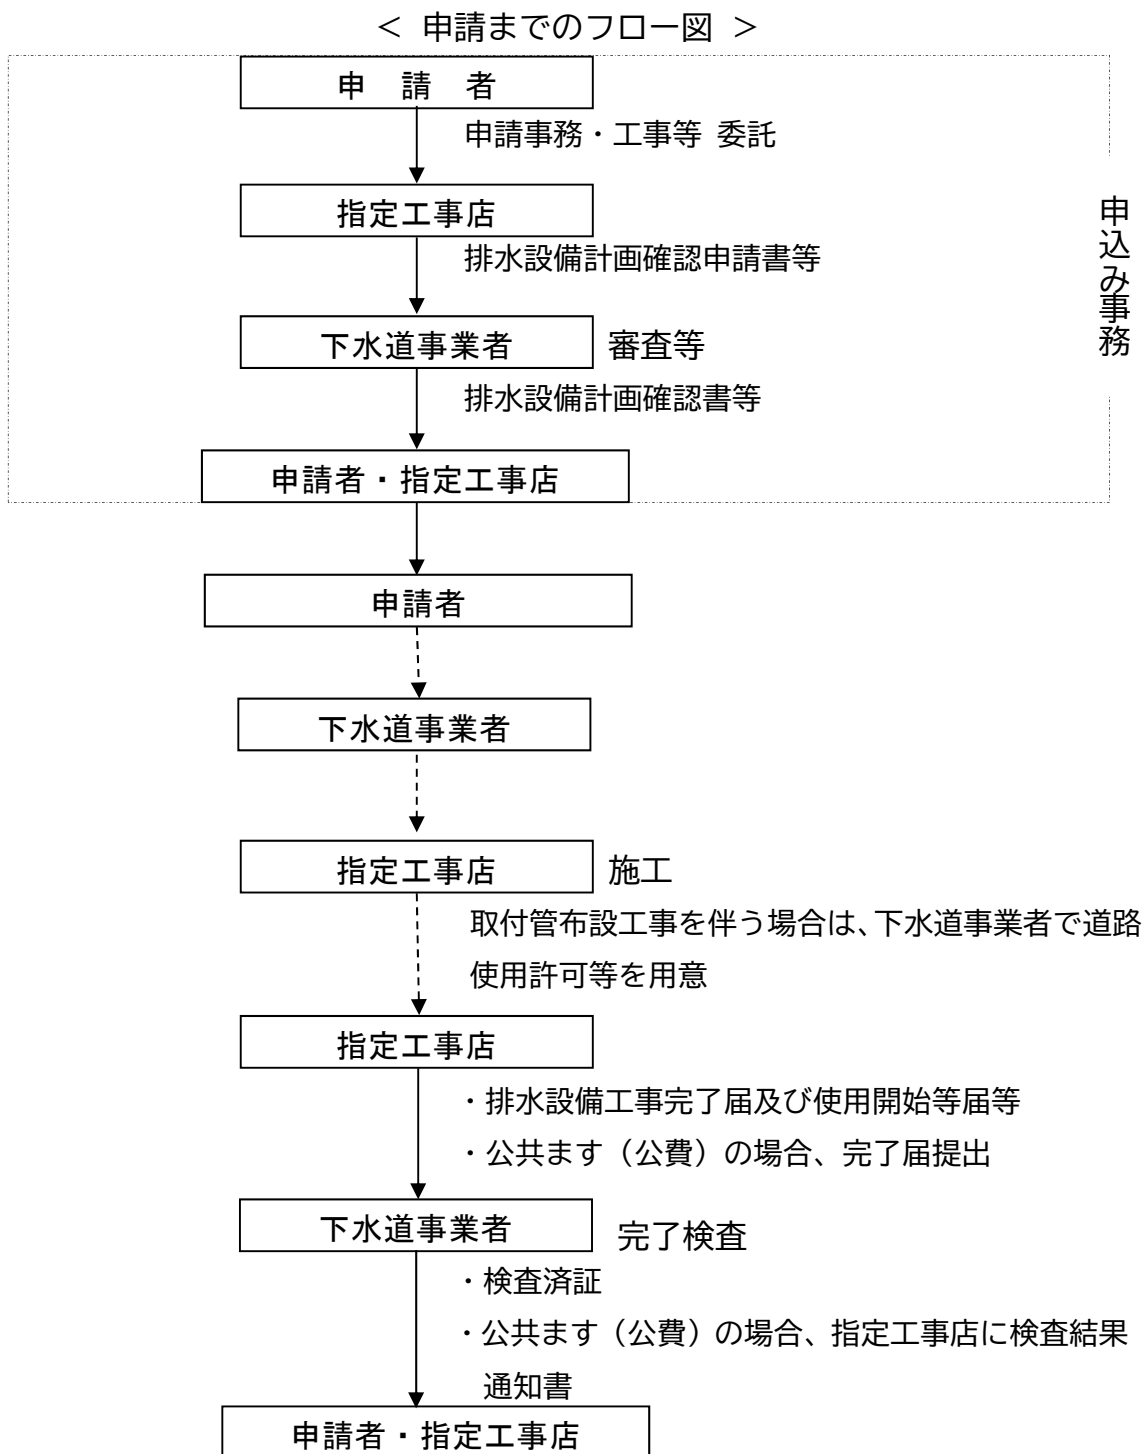 ＜ 申請までのフロー図 ＞
申　請　者
申請事務・工事等 委託
指定工事店
排水設備計画確認申請書等
下水道事業者
審査等
排水設備計画確認書等
申請者・指定工事店
申込み事務
申請者
下水道事業者
指定工事店
施工
取付管布設工事を伴う場合は、下水道事業者で道路
使用許可等を用意
指定工事店
・排水設備工事完了届及び使用開始等届等
・公共ます（公費）の場合、完了届提出
下水道事業者
完了検査
・検査済証
・公共ます（公費）の場合、指定工事店に検査結果
通知書
申請者・指定工事店